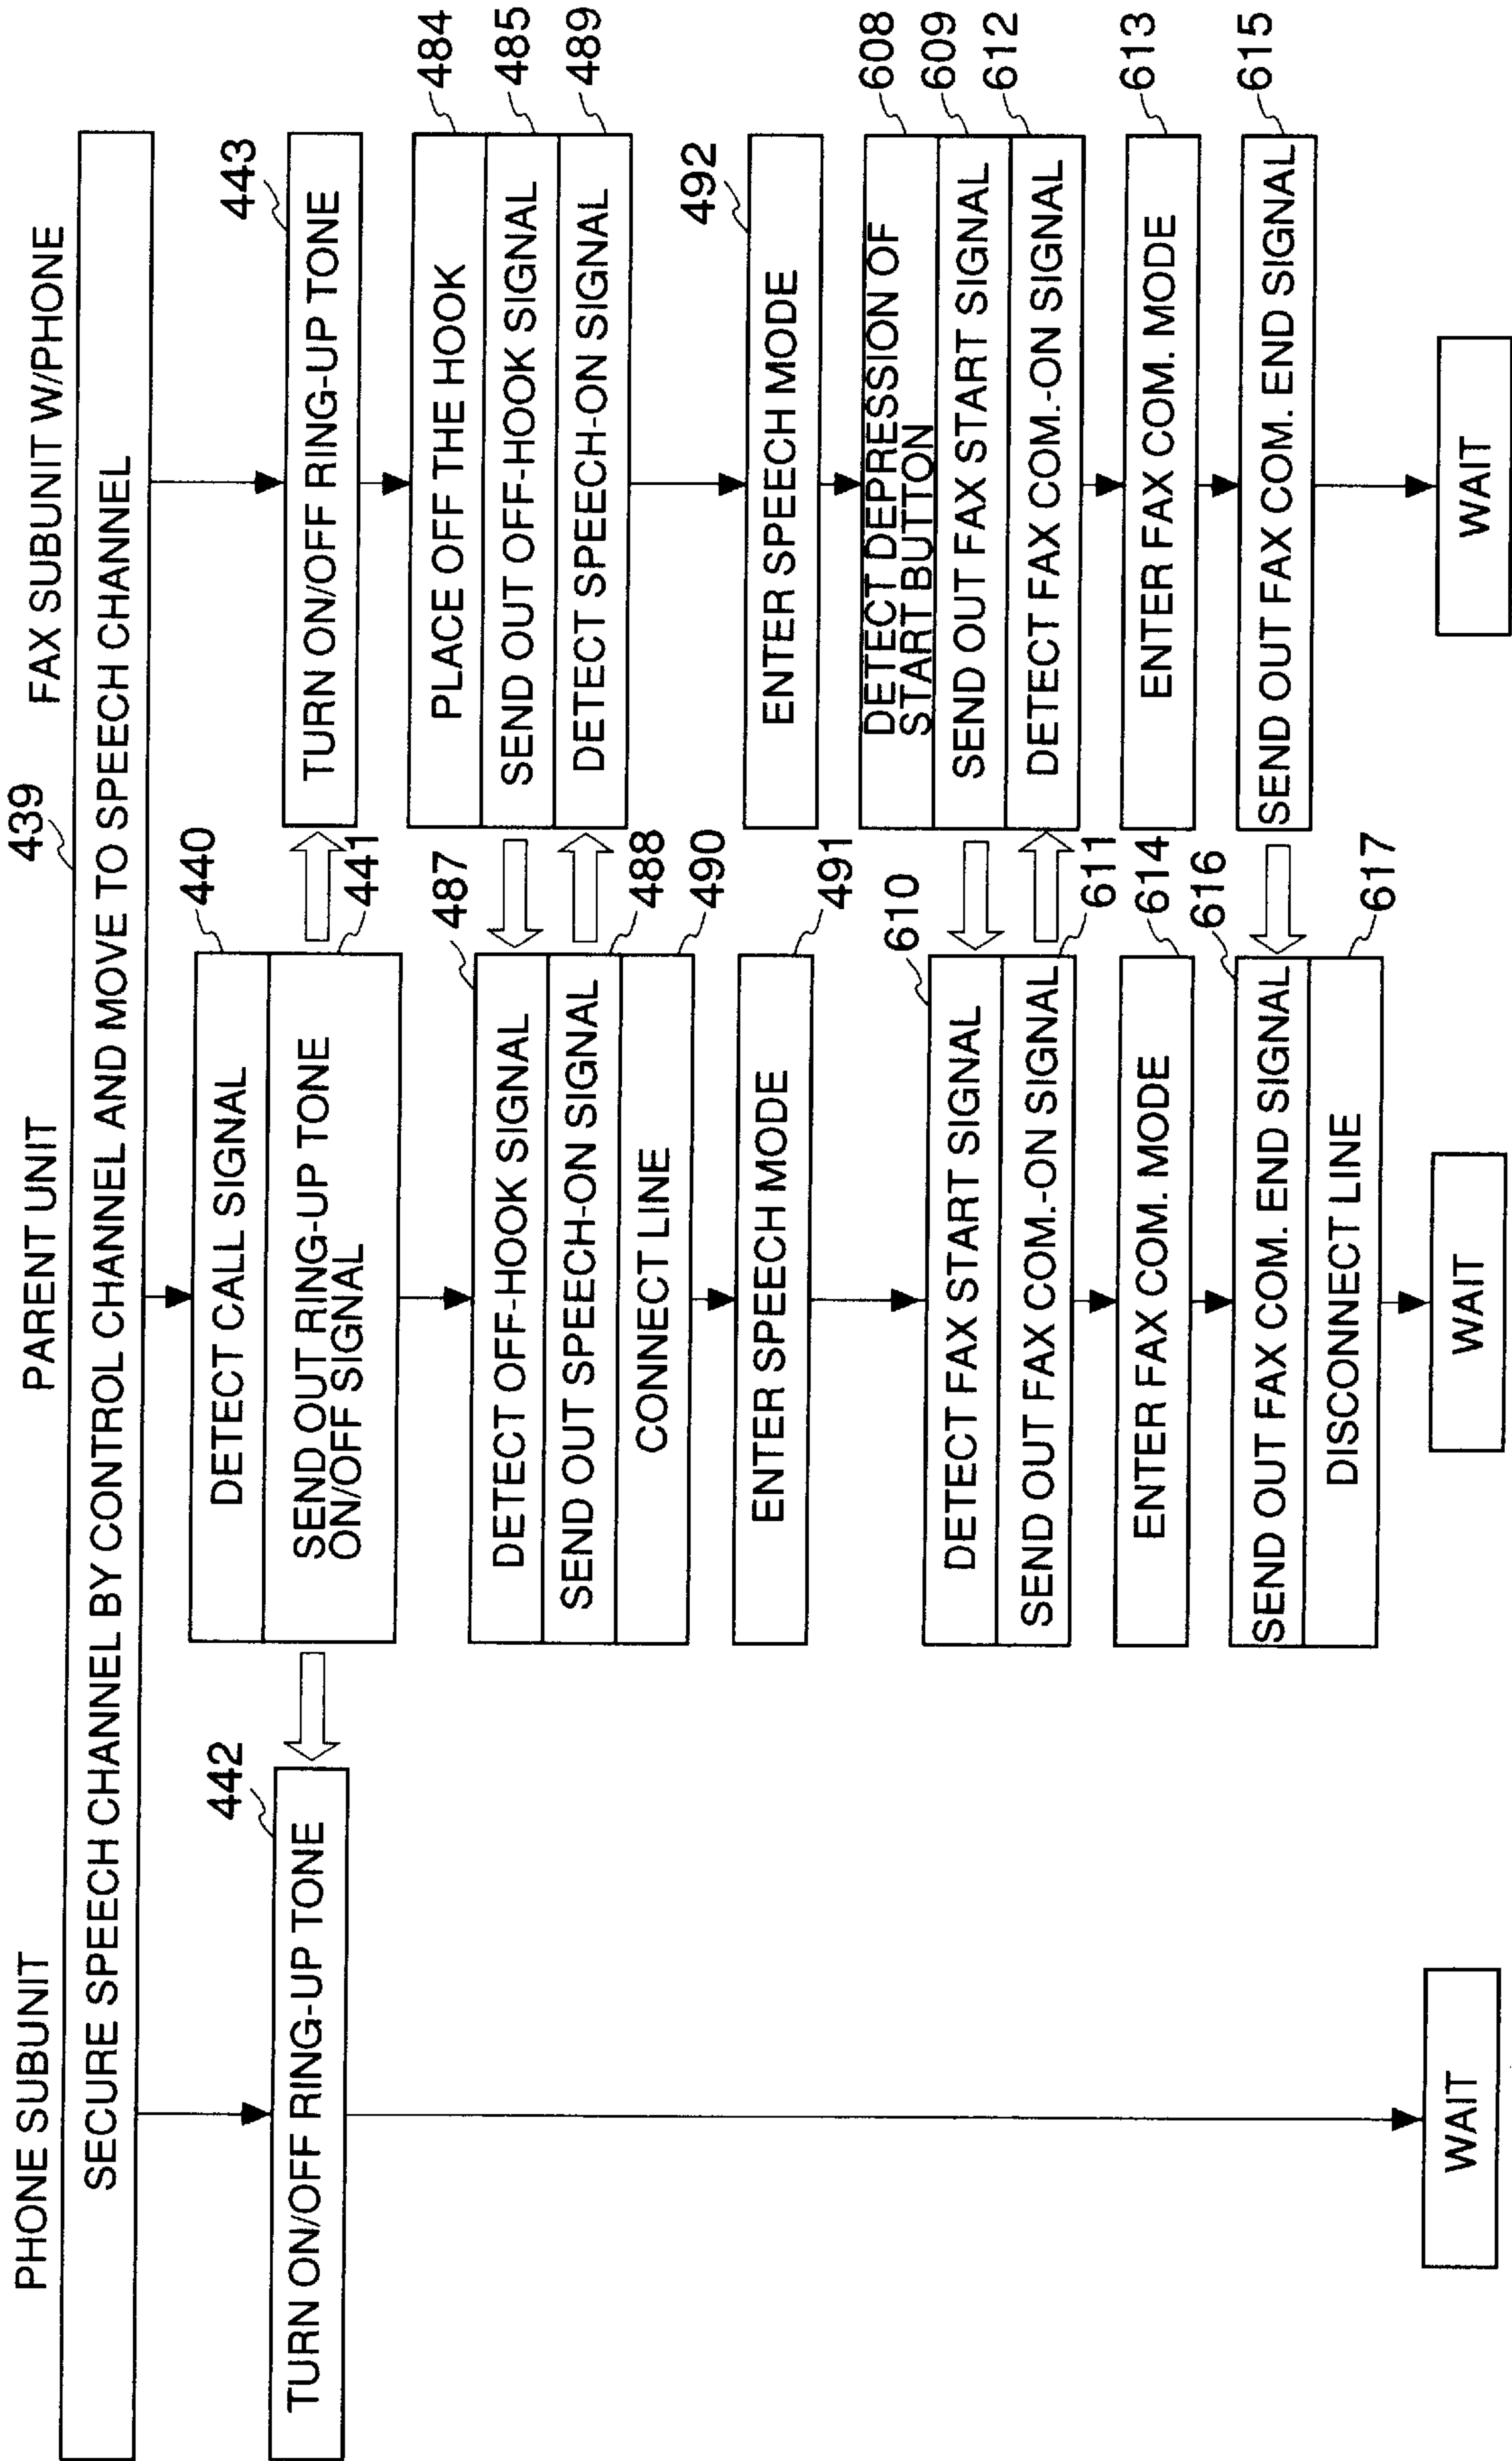 PHONE SUBUNIT
PARENT UNIT
439
FAX SUBUNIT W/PHONE
SECURE SPEECH CHANNEL BY CONTROL CHANNEL AND MOVE TO SPEECH CHANNEL
442
TURN ON/OFF RING-UP TONE
440
DETECT CALL SIGNAL
SEND OUT RING-UP TONE
ON/OFF SIGNAL
441
443
TURN ON/OFF RING-UP TONE
PLACE OFF THE HOOK
484
SEND OUT OFF-HOOK SIGNAL
485
DETECT SPEECH-ON SIGNAL
489
487
DETECT OFF-HOOK SIGNAL
SEND OUT SPEECH-ON SIGNAL
488
CONNECT LINE
490
ENTER SPEECH MODE
491
492
ENTER SPEECH MODE
DETECT DEPRESSION OF
START BUTTON
608
SEND OUT FAX START SIGNAL
609
DETECT FAX COM.-ON SIGNAL
612
610
DETECT FAX START SIGNAL
SEND OUT FAX COM.-ON SIGNAL
611
ENTER FAX COM. MODE
614
ENTER FAX COM. MODE
613
616
SEND OUT FAX COM. END SIGNAL
DISCONNECT LINE
617
SEND OUT FAX COM. END SIGNAL
615
WAIT
WAIT
WAIT